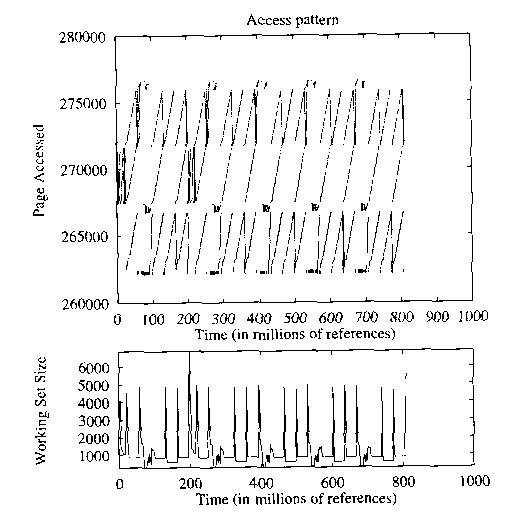 Access pattern
280000
275000
270000
265000
260000
Page Accessed
0 100 200 300 400 500 600 700 800 900 1000
Time (in millions of references)
6000
5000
4000
3000
2000
1000
Working Set Size
0 200 400 600 800 1000
Time (in millions of references)